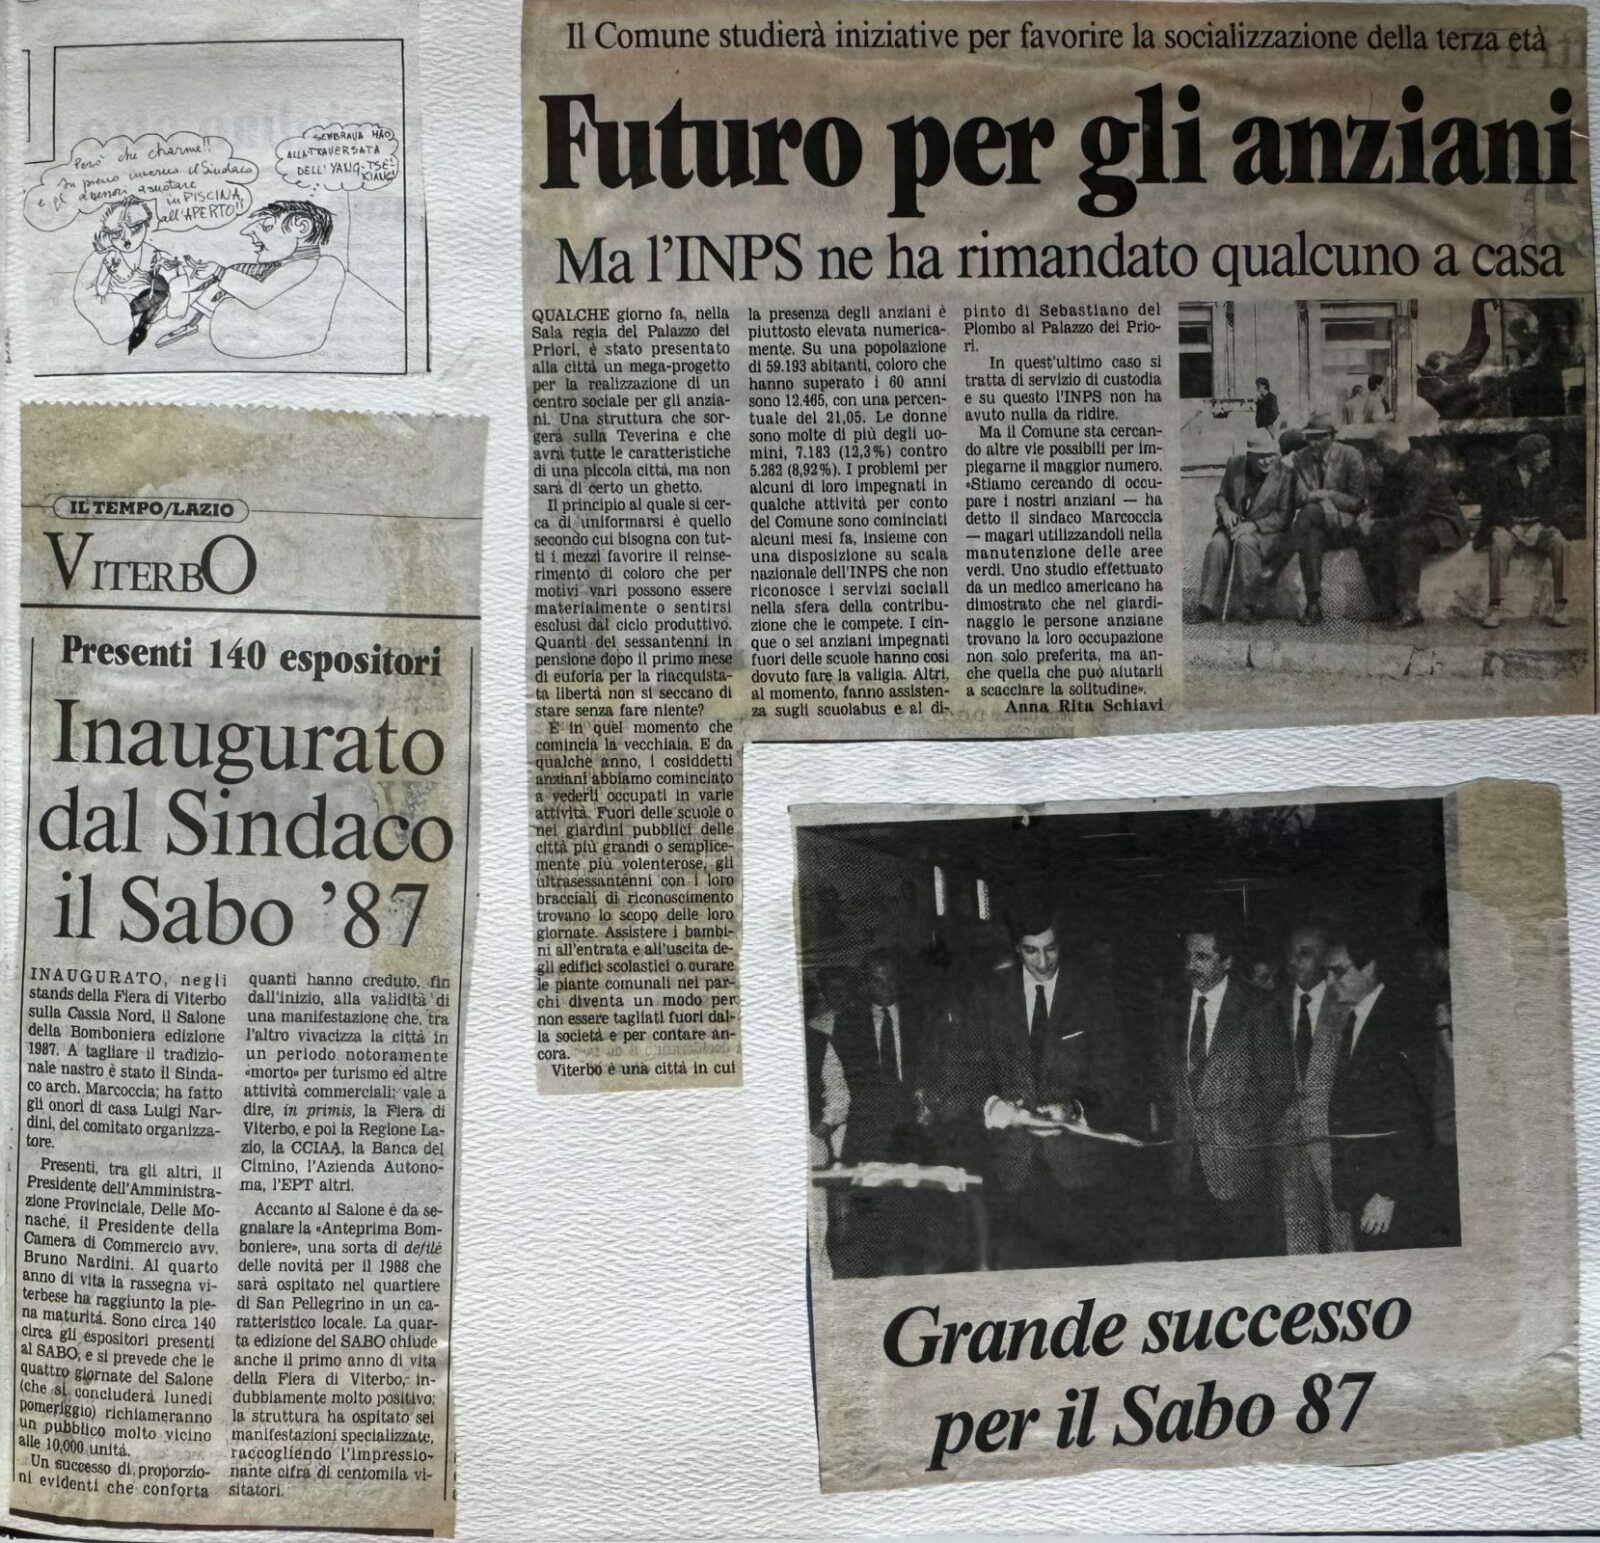 Però che charme!!
In pieno inverno il Sindaco
e gli assessori a nuotare
in PISCINA
all'APERTO!!
SEMBRAVA MAO
ALLA TRAVERSATA
DELL'YANG-TSE-
KIANG!
IL TEMPO/LAZIO
VITERBO
Presenti 140 espositori
Inaugurato
dal Sindaco
il Sabo '87
INAUGURATO, negli
stands della Fiera di Viterbo
sulla Cassia Nord, il Salone
della Bomboniera edizione
1987. A tagliare il tradizio-
nale nastro è stato il Sinda-
co arch. Marcoccia; ha fatto
gli onori di casa Luigi Nar-
dini, del comitato organizza-
tore.
Presenti, tra gli altri, il
Presidente dell'Amministra-
zione Provinciale, Delle Mo-
nache, il Presidente della
Camera di Commercio avv.
Bruno Nardini. Al quarto
anno di vita la rassegna vi-
terbese ha raggiunto la pie-
na maturità. Sono circa 140
circa gli espositori presenti
al SABO, e si prevede che le
quattro giornate del Salone
(che si concluderà lunedì
pomeriggio) richiameranno
un pubblico molto vicino
alle 10.000 unità.
Un successo di proporzio-
ni evidenti che conforta
quanti hanno creduto, fin
dall'inizio, alla validità di
una manifestazione che, tra
l'altro vivacizza la città in
un periodo notoriamente
«morto» per turismo ed altre
attività commerciali: vale a
dire, in primis, la Fiera di
Viterbo, e poi la Regione La-
zio, la CCIAA, la Banca del
Cimino, l'Azienda Autono-
ma, l'EPT altri.
Accanto al Salone è da se-
gnalare la «Anteprima Bom-
boniere», una sorta di defilé
delle novità per il 1988 che
sarà ospitato nel quartiere
di San Pellegrino in un ca-
ratteristico locale. La quar-
ta edizione del SABO chiude
anche il primo anno di vita
della Fiera di Viterbo, in-
dubbiamente molto positivo:
la struttura ha ospitato sei
manifestazioni specializzate,
raccogliendo l'impressio-
nante cifra di centomila vi-
sitatori.
Il Comune studierà iniziative per favorire la socializzazione della terza età
Futuro per gli anziani
Ma l'INPS ne ha rimandato qualcuno a casa
QUALCHE giorno fa, nella
Sala regia del Palazzo dei
Priori, è stato presentato
alla città un mega-progetto
per la realizzazione di un
centro sociale per gli anzia-
ni. Una struttura che sor-
gerà sulla Teverina e che
avrà tutte le caratteristiche
di una piccola città, ma non
sarà di certo un ghetto.
Il principio al quale si cer-
ca di uniformarsi è quello
secondo cui bisogna con tut-
ti i mezzi favorire il reinse-
rimento di coloro che per
motivi vari possono essere
materialmente o sentirsi
esclusi dal ciclo produttivo.
Quanti dei sessantenni in
pensione dopo il primo mese
di euforia per la riacquista-
ta libertà non si seccano di
stare senza fare niente?
È in quel momento che
comincia la vecchiaia. E da
qualche anno, i cosiddetti
anziani abbiamo cominciato
a vederli occupati in varie
attività. Fuori delle scuole o
nei giardini pubblici delle
città più grandi o semplice-
mente più volenterose, gli
ultrasessantenni con i loro
bracciali di riconoscimento
trovano lo scopo delle loro
giornate. Assistere i bambi-
ni all'entrata e all'uscita de-
gli edifici scolastici o curare
le piante comunali nei par-
chi diventa un modo per
non essere tagliati fuori dal-
la società e per contare an-
cora.
Viterbo è una città in cui
la presenza degli anziani è
piuttosto elevata numerica-
mente. Su una popolazione
di 59.193 abitanti, coloro che
hanno superato i 60 anni
sono 12.465, con una percen-
tuale del 21,05. Le donne
sono molte di più degli uo-
mini, 7.183 (12,3%) contro
5.282 (8,92%). I problemi per
alcuni di loro impegnati in
qualche attività per conto
del Comune sono cominciati
alcuni mesi fa, insieme con
una disposizione su scala
nazionale dell'INPS che non
riconosce i servizi sociali
nella sfera della contribu-
zione che le compete. I cin-
que o sei anziani impegnati
fuori delle scuole hanno così
dovuto fare la valigia. Altri,
al momento, fanno assisten-
za sugli scuolabus e al di-
pinto di Sebastiano del
Piombo al Palazzo dei Prio-
ri.
In quest'ultimo caso si
tratta di servizio di custodia
e su questo l'INPS non ha
avuto nulla da ridire.
Ma il Comune sta cercan-
do altre vie possibili per im-
piegarne il maggior numero.
«Stiamo cercando di occu-
pare i nostri anziani — ha
detto il sindaco Marcoccia
— magari utilizzandoli nella
manutenzione delle aree
verdi. Uno studio effettuato
da un medico americano ha
dimostrato che nel giardi-
naggio le persone anziane
trovano la loro occupazione
non solo preferita, ma an-
che quella che può aiutarli
a scacciare la solitudine».
Anna Rita Schiavi
Grande successo
per il Sabo 87